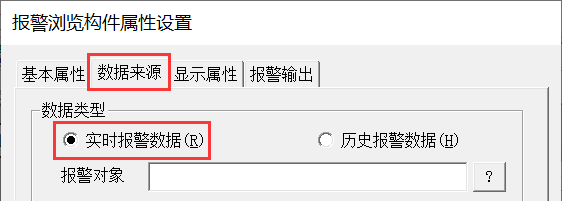 报警浏览构件属性设置
基本属性 数据来源 显示属性 报警输出
数据类型
实时报警数据(R) 历史报警数据(H)
报警对象 ?